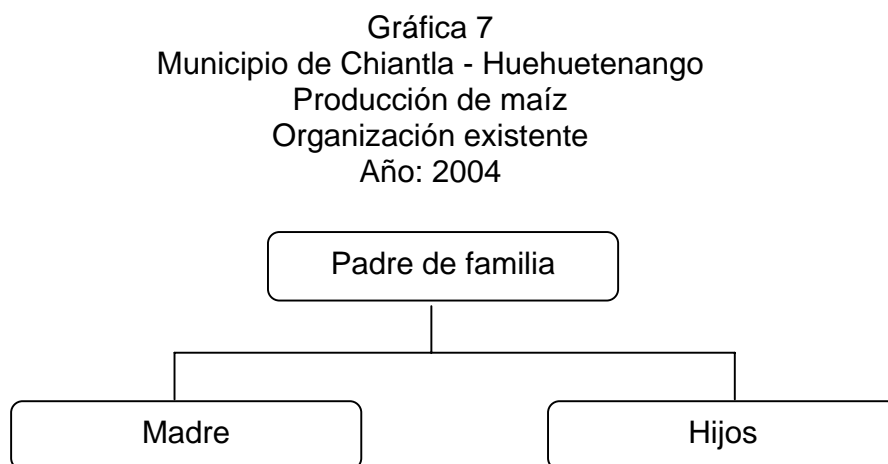 Gráfica 7
Municipio de Chiantla - Huehuetenango
Producción de maíz
Organización existente
Año: 2004
Padre de familia
Madre
Hijos